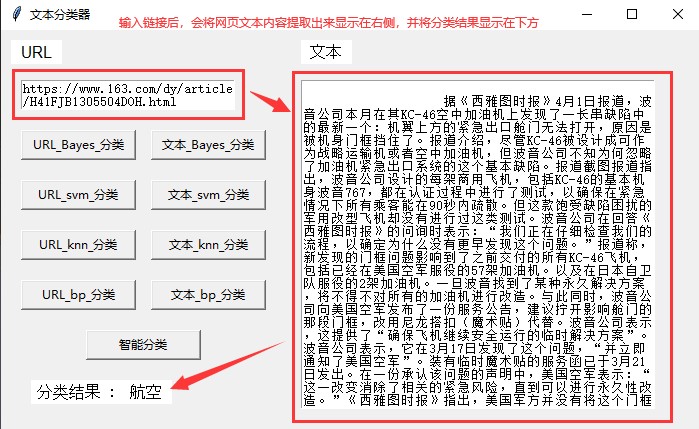 文本分类器
输入链接后，会将网页文本内容提取出来显示在右侧，并将分类结果显示在下方
URL
文本
https://www.163.com/dy/article
/H41FJB1305504DOH.html
URL_Bayes_分类
文本_Bayes_分类
URL_svm_分类
文本_svm_分类
URL_knn_分类
文本_knn_分类
URL_bp_分类
文本_bp_分类
智能分类
分类结果 ： 航空
据《西雅图时报》4月1日报道，波
音公司本月在其KC-46空中加油机上发现了一长串缺陷中
的最新一个：机翼上方的紧急出口舱门无法打开，原因是
被机身门框挡住了。报道介绍，尽管KC-46被设计成可作
为战略运输机或者空中加油机，但波音公司不知为何忽略
了加油机紧急出口系统的这个基本缺陷。报道截图报道指
出，波音公司设计的每架商用飞机，包括KC-46的基本机
身波音767，都在认证过程中进行了测试，以确保在紧急
情况下所有乘客能在90秒内疏散。但这款饱受缺陷困扰的
军用改型飞机却没有进行过这类测试。波音公司在回答《
西雅图时报》的问询时表示：“我们正在仔细检查我们的
流程，以确定为什么没有更早发现这个问题。”报道称，
新发现的门框问题影响到了之前交付的所有KC-46飞机，
包括已经在美国空军服役的57架加油机。以及在日本自卫
队服役的2架加油机。一旦波音找到了某种永久解决方案
，将不得不对所有的加油机进行改造。与此同时，波音公
司向美国空军发布了一份服务公告，建议拧开影响舱门的
那段门框，改用尼龙搭扣（魔术贴）代替。波音公司表示
，这提供了“确保飞机继续安全运行的临时解决方案”。
波音公司表示，它在3月17日发现了这个问题，“并立即
通知了美国空军”。装有临时魔术贴的服务团已于3月21
日发出。在一份承认该问题的声明中，美国空军表示：“
这一改变消除了相关的紧急风险，直到可以进行永久性改
造。”《西雅图时报》指出，美国军方并没有将这个门框